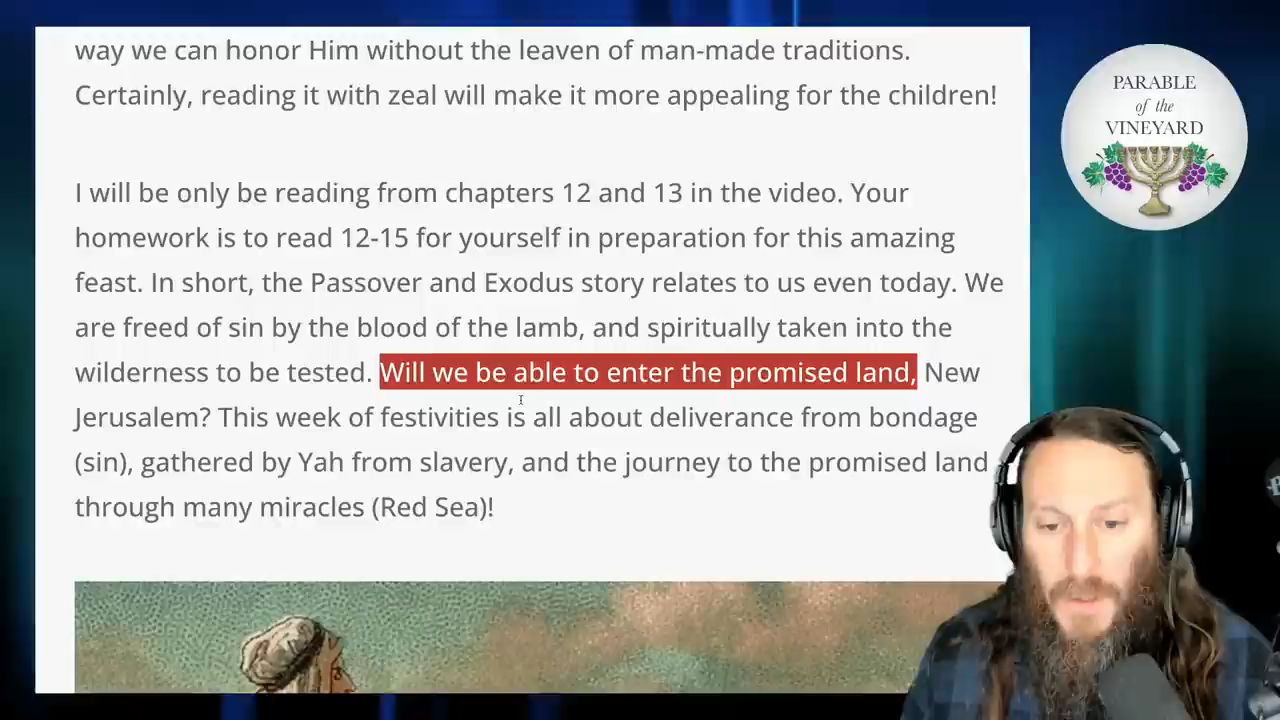 way we can honor Him without the leaven of man-made traditions.
Certainly, reading it with zeal will make it more appealing for the children!
I will be only be reading from chapters 12 and 13 in the video. Your
homework is to read 12-15 for yourself in preparation for this amazing
feast. In short, the Passover and Exodus story relates to us even today. We
are freed of sin by the blood of the lamb, and spiritually taken into the
wilderness to be tested. Will we be able to enter the promised land, New
Jerusalem? This week of festivities is all about deliverance from bondage
(sin), gathered by Yah from slavery, and the journey to the promised land
through many miracles (Red Sea)!
PARABLE
of the
VINEYARD